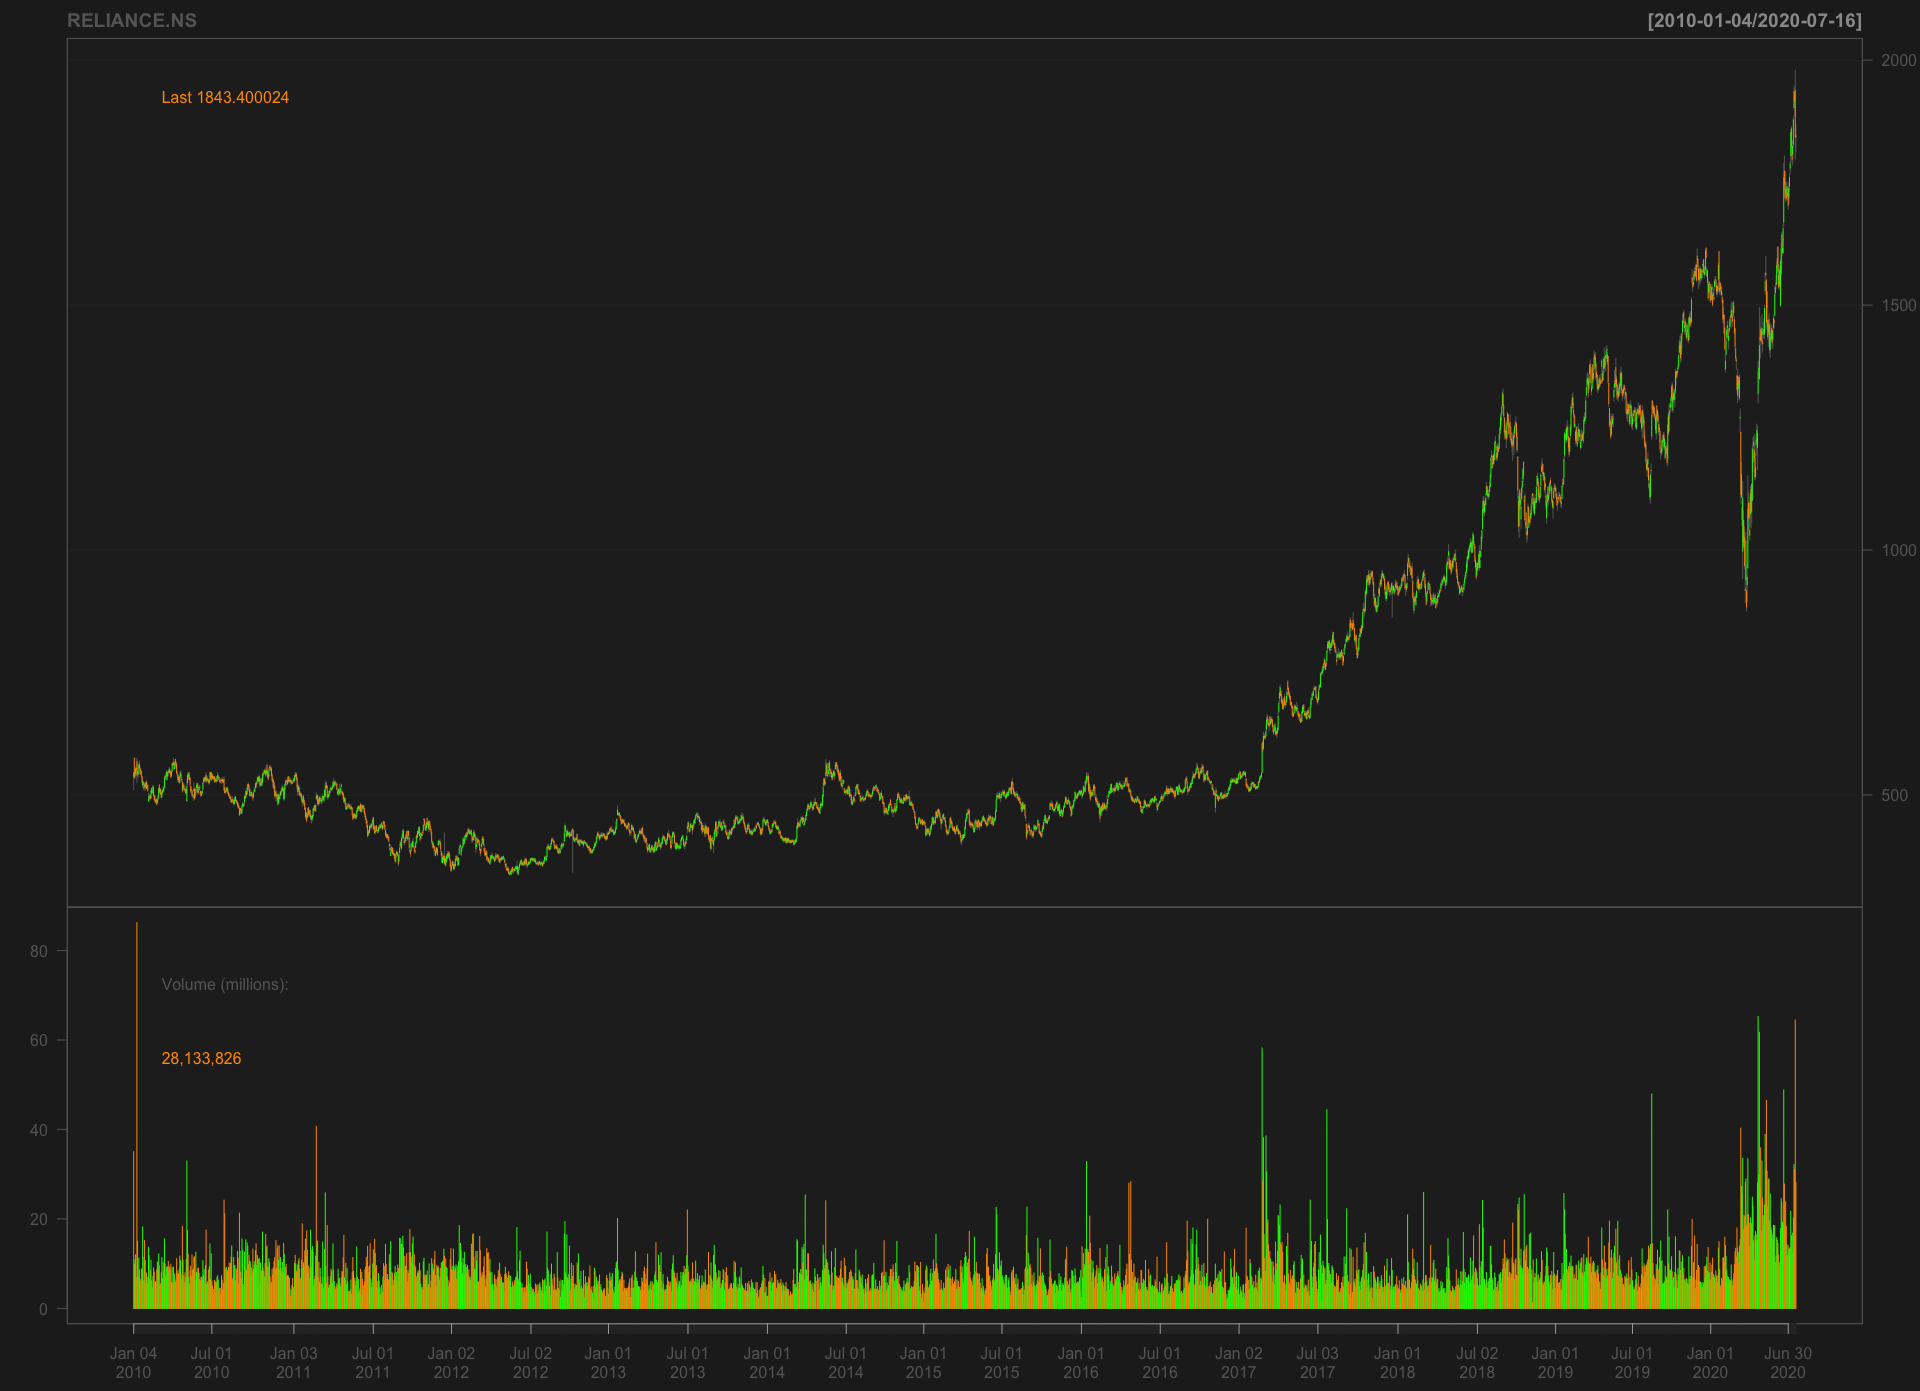 RELIANCE.NS [2010-01-04/2020-07-16]
Last 1843.400024
2000
1500
1000
500
Volume (millions):
28,133,826
80
60
40
20
0
Jan 04 Jul 01 Jan 03 Jul 01 Jan 02 Jul 02 Jan 01 Jul 01 Jan 01 Jul 01 Jan 01 Jul 01 Jan 01 Jul 01 Jan 02 Jul 03 Jan 01 Jul 02 Jan 01 Jul 01 Jan 01 Jun 30
2010 2010 2011 2011 2012 2012 2013 2013 2014 2014 2015 2015 2016 2016 2017 2017 2018 2018 2019 2019 2020 2020